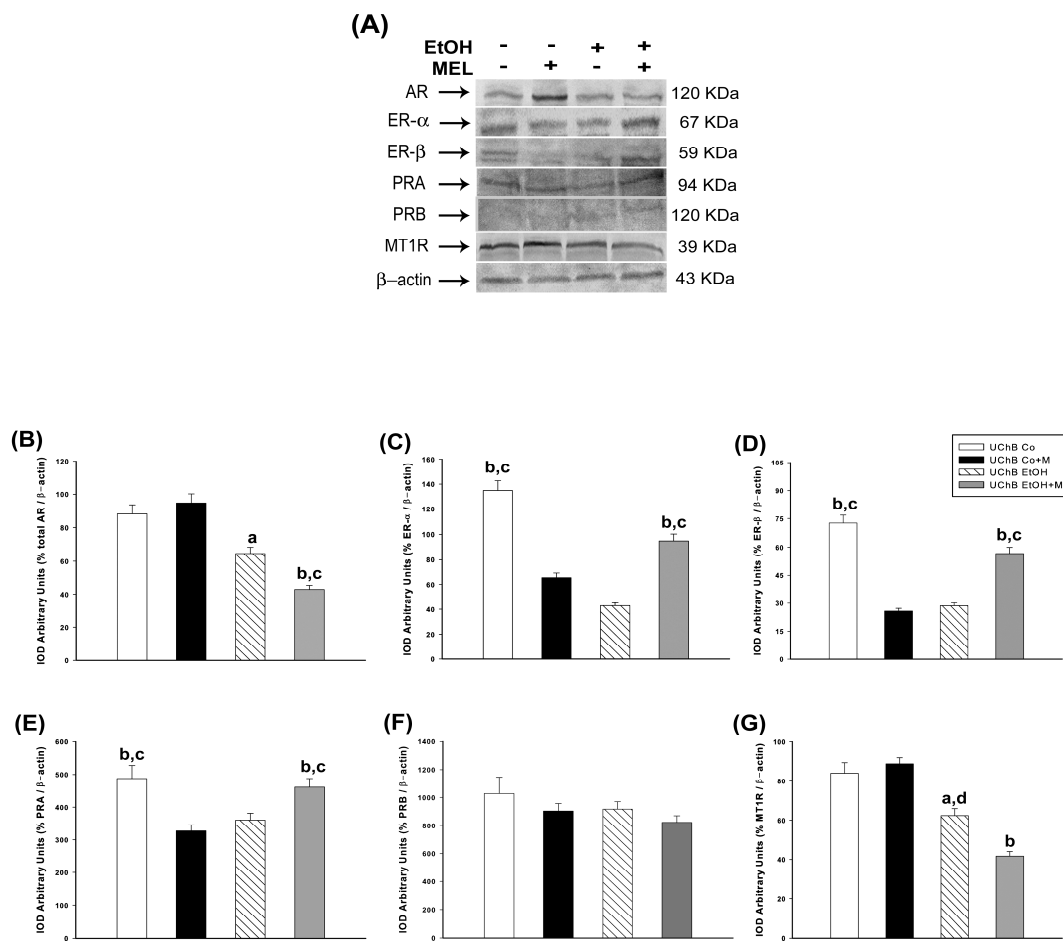 (A)
EtOH - - + +
MEL - + - +
AR 120 KDa
ER-α 67 KDa
ER-β 59 KDa
PRA 94 KDa
PRB 120 KDa
MT1R 39 KDa
β–actin 43 KDa
(B)
IOD Arbitrary Units (% total AR / β–actin)
120
100
80
60
40
20
0
a
b,c
(C)
IOD Arbitrary Units (% ER-α / β–actin)
160
140
120
100
80
60
40
20
0
b,c
b,c
(D)
IOD Arbitrary Units (% ER-β / β–actin)
105
90
75
60
45
30
15
0
b,c
b,c
UChB Co
UChB Co+M
UChB EtOH
UChB EtOH+M
(E)
IOD Arbitrary Units (% PRA / β–actin)
600
500
400
300
200
100
0
b,c
b,c
(F)
IOD Arbitrary Units (% PRB / β–actin)
1400
1200
1000
800
600
400
200
0
(G)
IOD Arbitrary Units (% MT1R / β–actin)
100
80
60
40
20
0
a,d
b